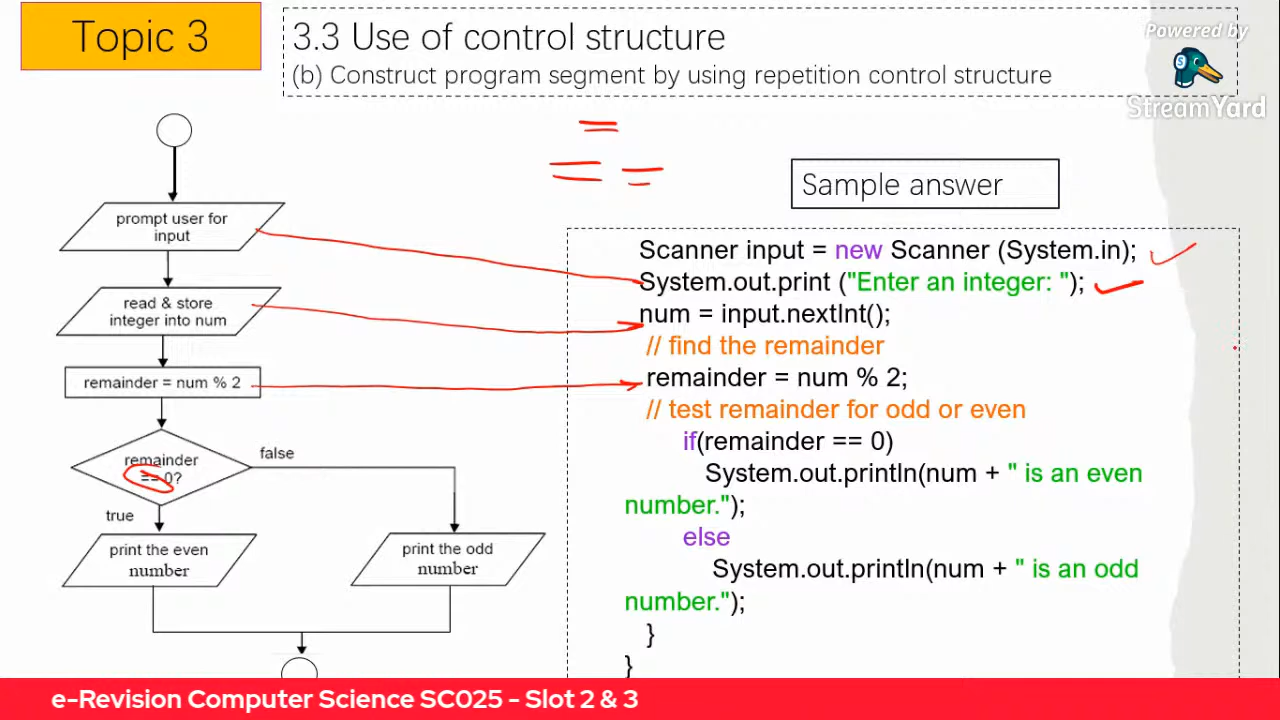 Topic 3
3.3 Use of control structure
(b) Construct program segment by using repetition control structure
Powered by
StreamYard
prompt user for
input
read & store
integer into num
remainder = num % 2
remainder
== 0?
false
true
print the even
number
print the odd
number
Sample answer
Scanner input = new Scanner (System.in);
System.out.print ("Enter an integer: ");
num = input.nextInt();
// find the remainder
remainder = num % 2;
// test remainder for odd or even
if(remainder == 0)
System.out.println(num + " is an even
number.");
else
System.out.println(num + " is an odd
number.");
}
}
e-Revision Computer Science SC025 - Slot 2 & 3